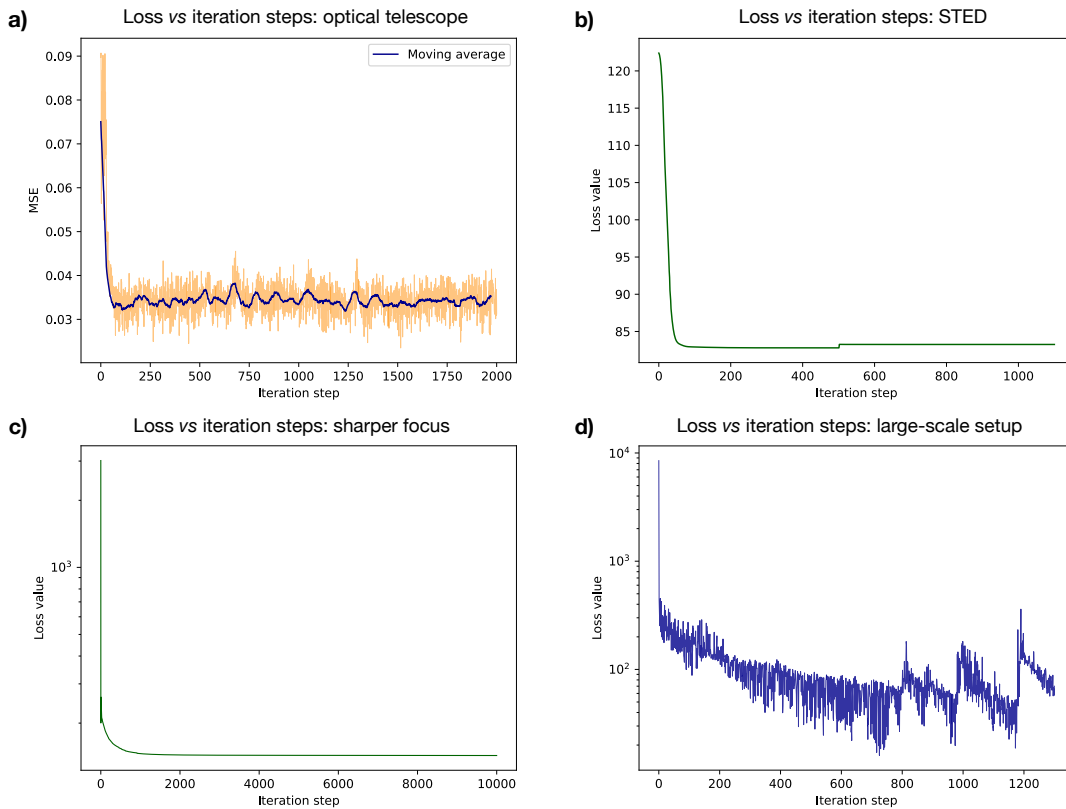 a)
Loss vs iteration steps: optical telescope
0.09
0.08
0.07
0.06
0.05
0.04
0.03
MSE
Moving average
0
250
500
750
1000
1250
1500
1750
2000
Iteration step
b)
Loss vs iteration steps: STED
120
115
110
105
100
95
90
85
Loss value
0
200
400
600
800
1000
Iteration step
c)
Loss vs iteration steps: sharper focus
10³
Loss value
0
2000
4000
6000
8000
10000
Iteration step
d)
Loss vs iteration steps: large-scale setup
10⁴
10³
10²
Loss value
0
200
400
600
800
1000
1200
Iteration step